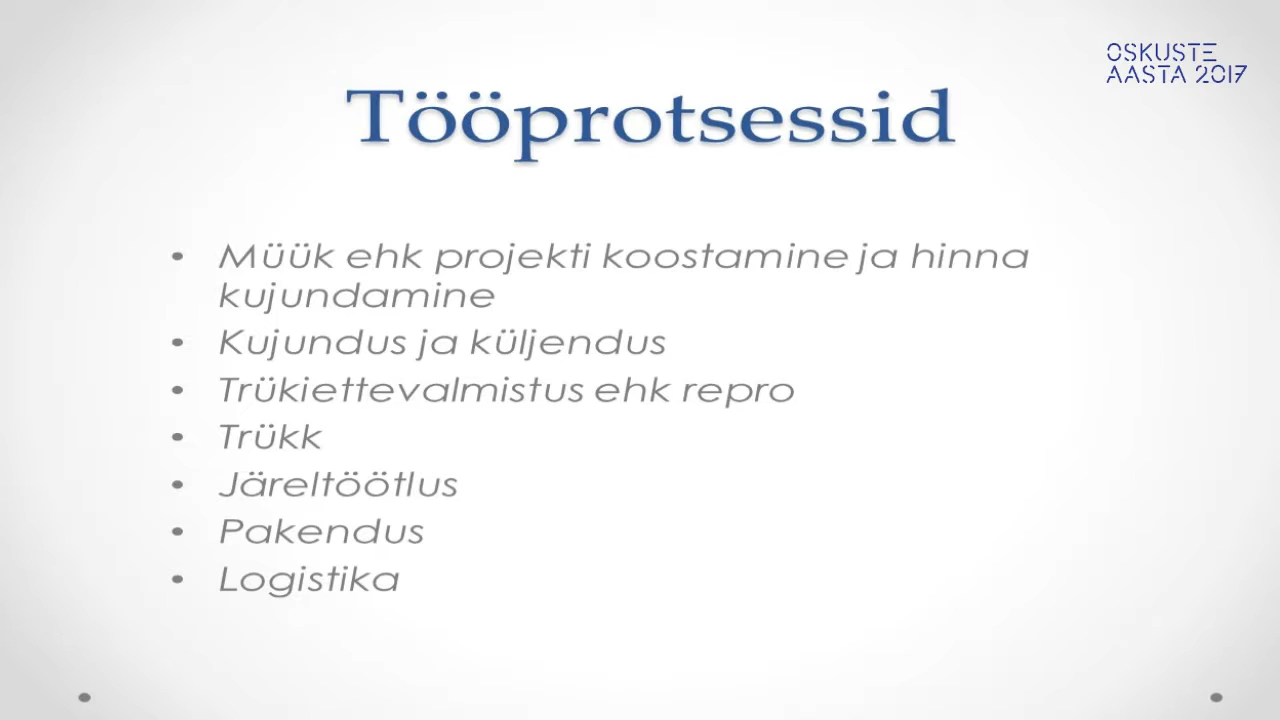 OSKUSTE
AASTA 2017
Tööprotsessid
• Müük ehk projekti koostamine ja hinna
kujundamine
• Kujundus ja küljendus
• Trükiettevalmistus ehk repro
• Trükk
• Järeltöötlus
• Pakendus
• Logistika